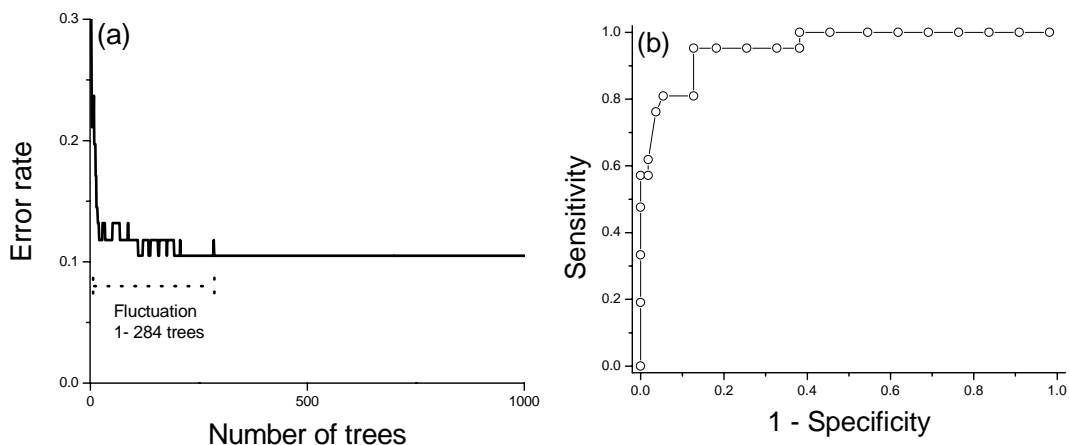 (a)
Error rate
0.3
0.2
0.1
0.0
Fluctuation
1- 284 trees
0
500
1000
Number of trees
(b)
Sensitivity
1.0
0.8
0.6
0.4
0.2
0.0
0.0
0.2
0.4
0.6
0.8
1.0
1 - Specificity